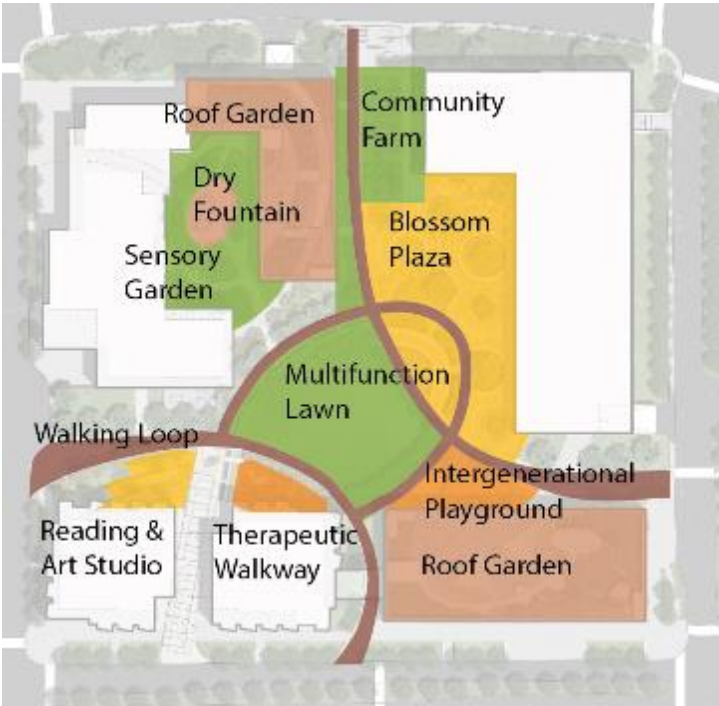 Roof Garden
Community
Farm
Dry
Fountain
Blossom
Plaza
Sensory
Garden
Multifunction
Lawn
Walking Loop
Intergenerational
Playground
Reading &
Art Studio
Therapeutic
Walkway
Roof Garden